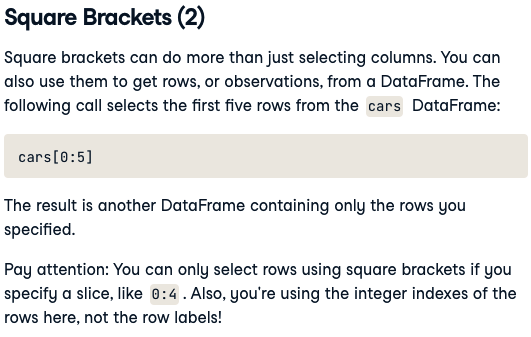 Square Brackets (2)
Square brackets can do more than just selecting columns. You can
also use them to get rows, or observations, from a DataFrame. The
following call selects the first five rows from the cars DataFrame:
cars[0:5]
The result is another DataFrame containing only the rows you
specified.
Pay attention: You can only select rows using square brackets if you
specify a slice, like 0:4. Also, you're using the integer indexes of the
rows here, not the row labels!